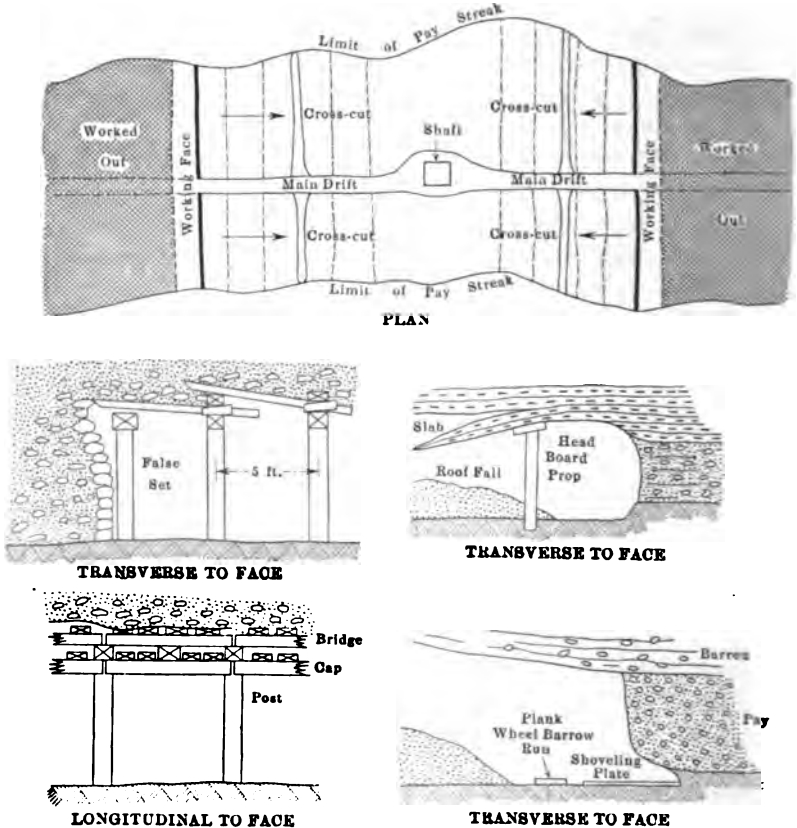 Limit of Pay Streak
Worked
Out
Working Face
Cross-cut
Cross-cut
Shaft
Main Drift
Main Drift
Cross-cut
Cross-cut
Working Face
Worked
Out
Limit of Pay Streak
PLAN
False
Set
5 ft.
TRANSVERSE TO FACE
Slab
Roof Fall
Head
Board
Prop
TRANSVERSE TO FACE
Bridge
Cap
Post
LONGITUDINAL TO FACE
Barren
Pay
Plank
Wheel Barrow
Run
Shoveling
Plate
TRANSVERSE TO FACE